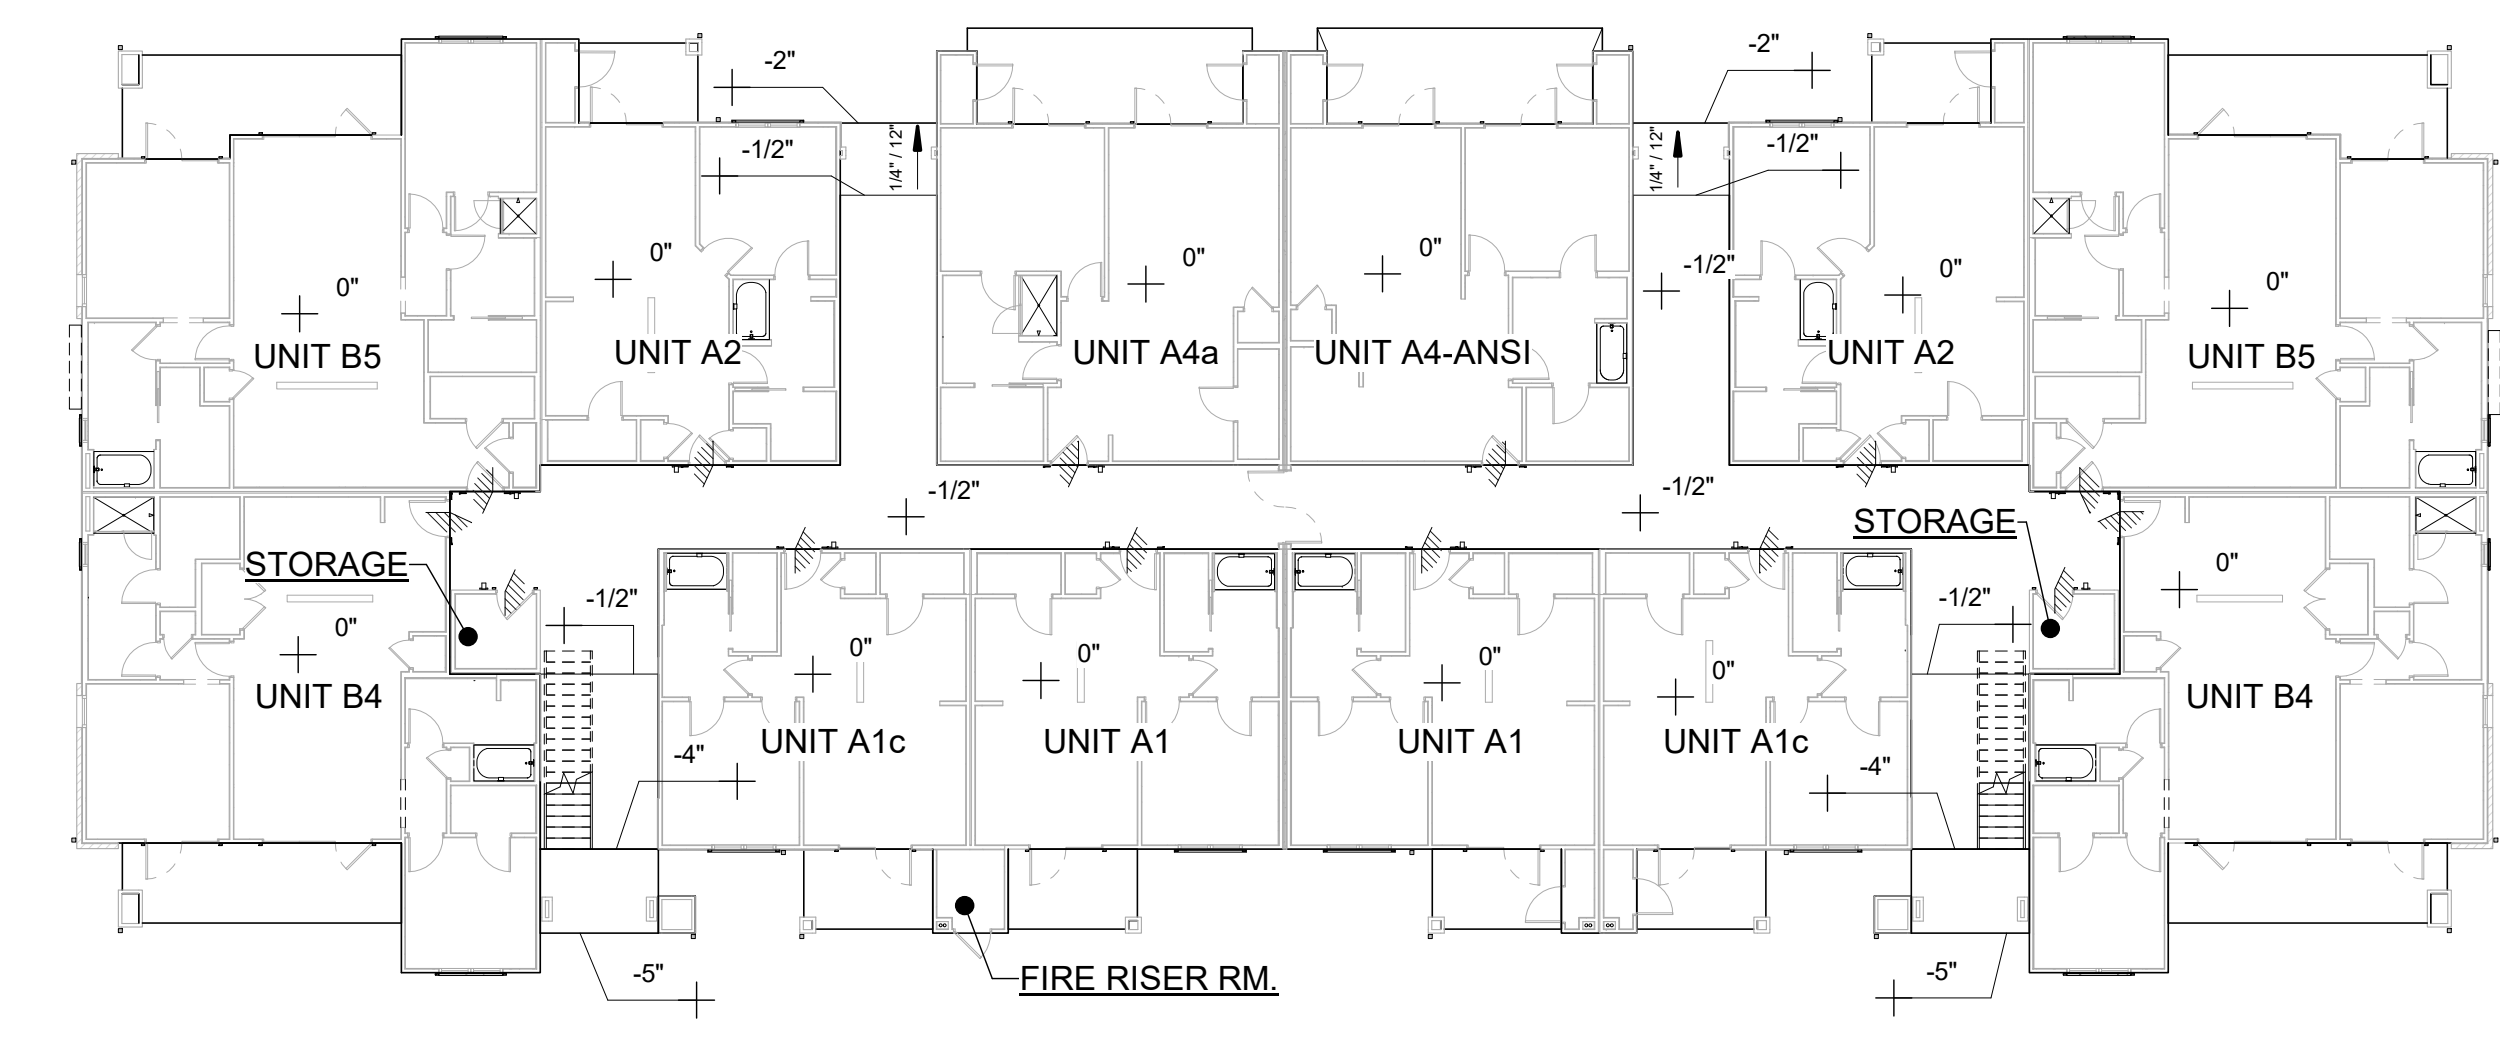 -2"
-2"
-1/2"
1/4" / 12"
1/4" / 12"
-1/2"
0"
0"
0"
0"
-1/2"
0"
0"
UNIT B5
UNIT A2
UNIT A4a
UNIT A4-ANSI
UNIT A2
UNIT B5
-1/2"
-1/2"
STORAGE
STORAGE
0"
-1/2"
-1/2"
0"
0"
0"
0"
0"
UNIT B4
UNIT B4
UNIT A1c
UNIT A1
UNIT A1
UNIT A1c
-4"
-4"
-5"
FIRE RISER RM.
-5"